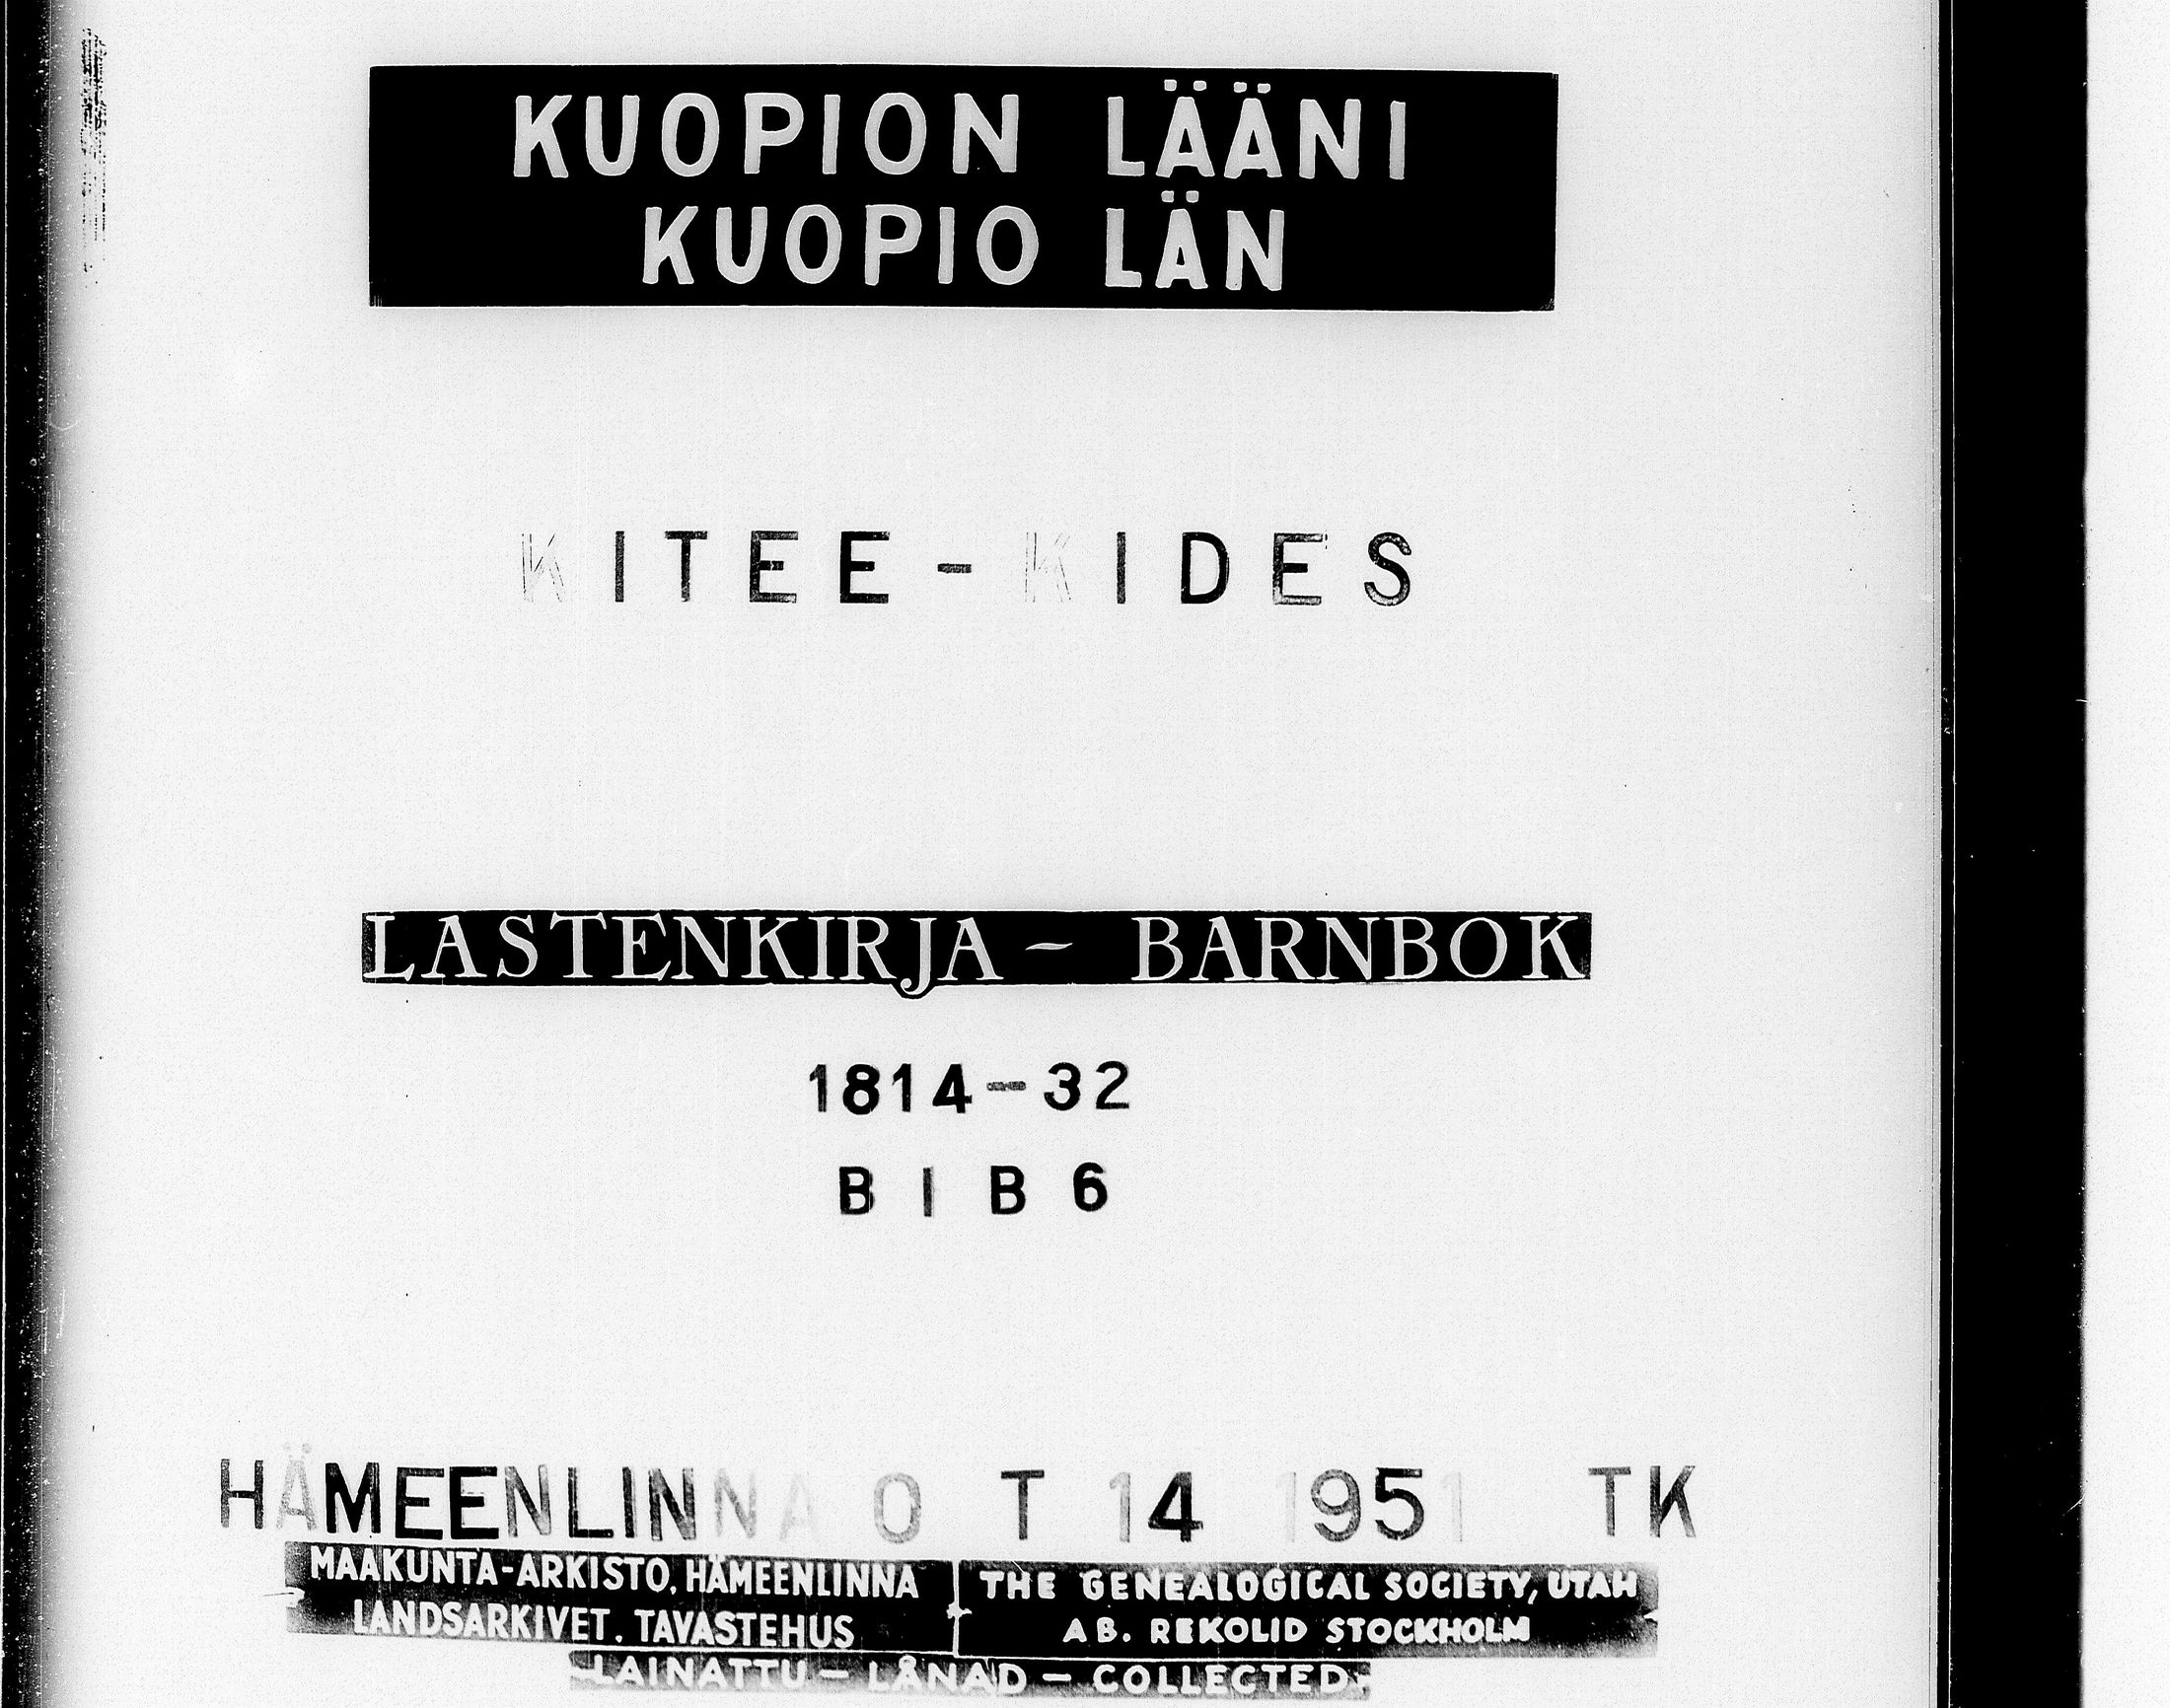 KUOPION LÄÄNI
KUOPIO LÄN
KITEE-KIDES
LASTENKIRJA - BARNBOK
1814-32
B I B 6
HÄMEENLINNA O T 14 1951 TK
MAAKUNTA-ARKISTO, HÄMEENLINNA
LANDSARKIVET, TAVASTEHUS
THE GENEALOGICAL SOCIETY, UTAH
AB. REKOLID STOCKHOLM
-LAINATTU - LÅNAD - COLLECTED-